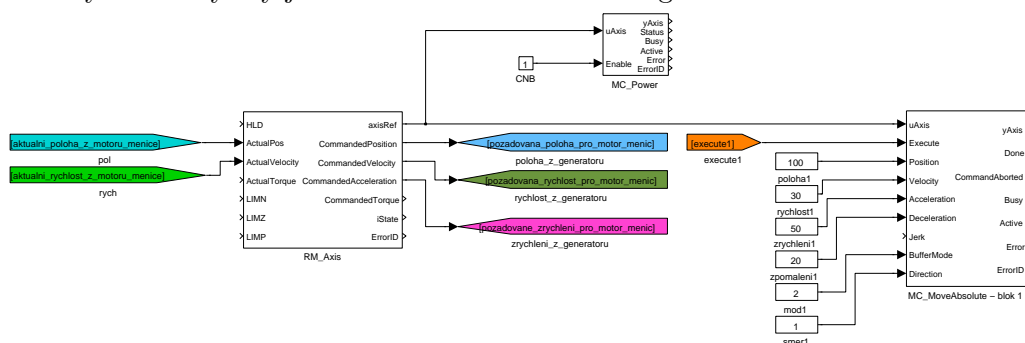 uAxis
Enable
yAxis
Status
Busy
Active
Error
ErrorID
MC_Power
1
CNB
[aktualni_poloha_z_motoru_menice]
pol
[aktualni_rychlost_z_motoru_menice]
rych
HLD
ActualPos
ActualVelocity
ActualTorque
LIMN
LIMZ
LIMP
axisRef
CommandedPosition
CommandedVelocity
CommandedAcceleration
CommandedTorque
iState
ErrorID
RM_Axis
[pozadovana_poloha_pro_motor_menic]
poloha_z_generatoru
[pozadovana_rychlost_pro_motor_menic]
rychlost_z_generatoru
[pozadovane_zrychleni_pro_motor_menic]
zrychleni_z_generatoru
[execute1]
execute1
100
poloha1
30
rychlost1
50
zrychleni1
20
zpomaleni1
2
mod1
1
smer1
uAxis
Execute
Position
Velocity
Acceleration
Deceleration
Jerk
BufferMode
Direction
yAxis
Done
CommandAborted
Busy
Active
Error
ErrorID
MC_MoveAbsolute – blok 1